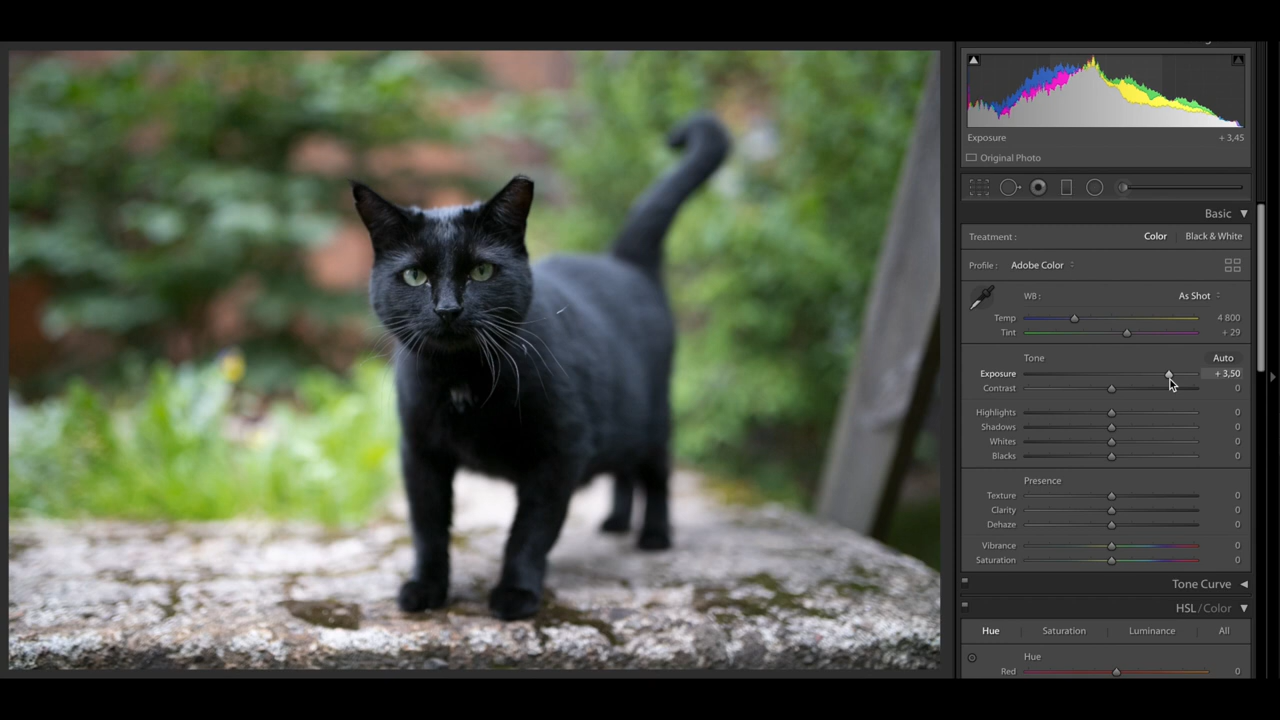 Exposure + 3,45
Original Photo
Basic
Treatment : Color Black & White
Profile : Adobe Color
WB : As Shot
Temp 4 800
Tint + 29
Tone Auto
Exposure + 3,50
Contrast 0
Highlights 0
Shadows 0
Whites 0
Blacks 0
Presence
Texture 0
Clarity 0
Dehaze 0
Vibrance 0
Saturation 0
Tone Curve
HSL / Color
Hue Saturation Luminance All
Hue
Red 0